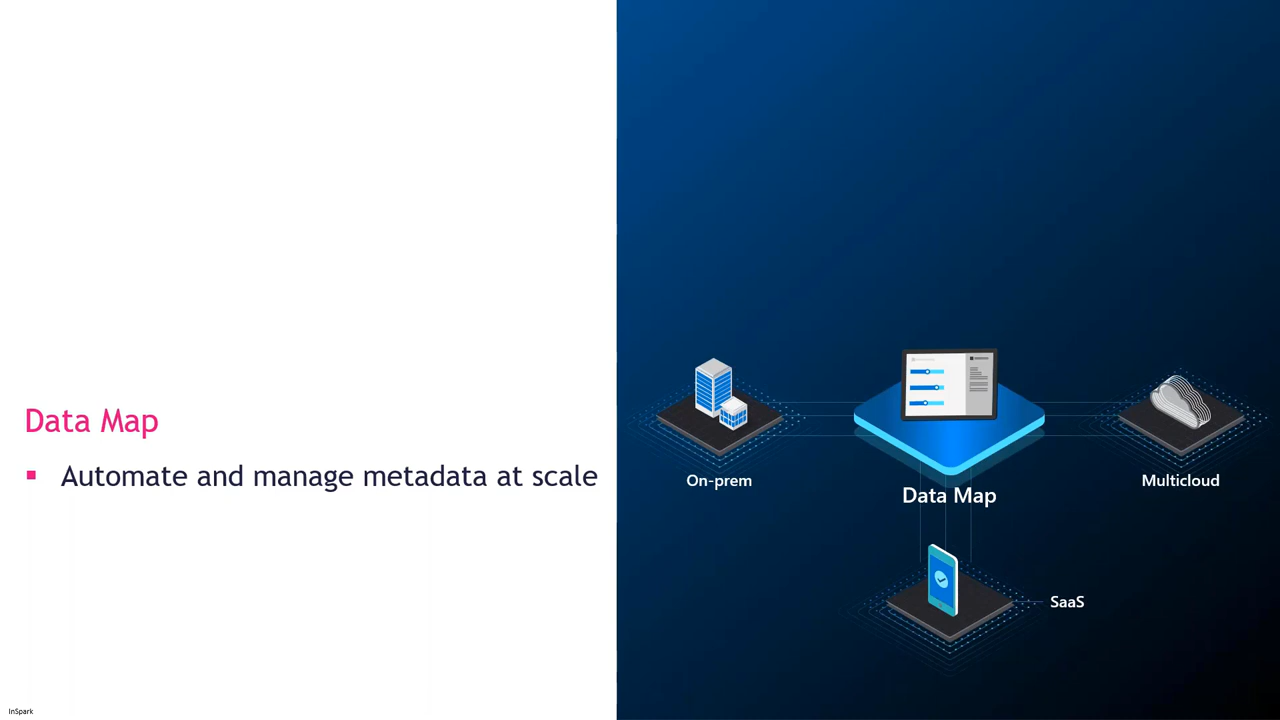 Data Map
Automate and manage metadata at scale
On-prem
Data Map
Multicloud
SaaS
InSpark